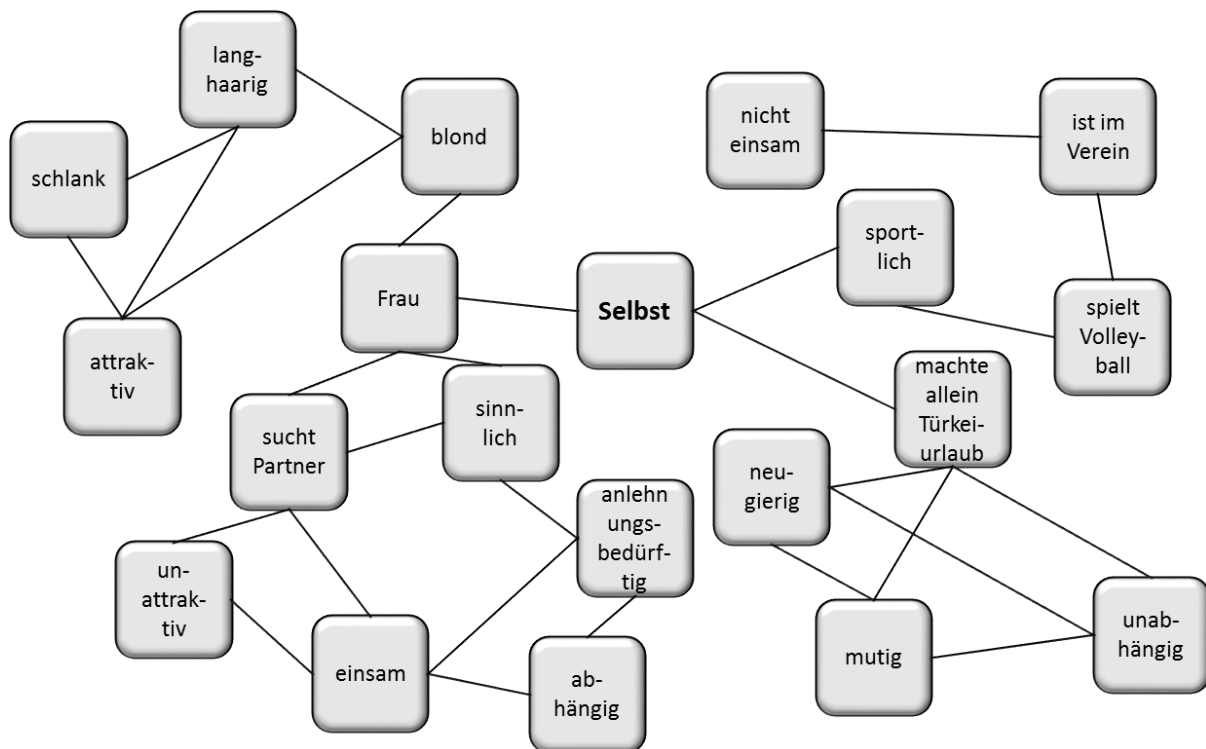 lang-
haarig
blond
nicht
einsam
ist im
Verein
schlank
sport-
lich
Frau
Selbst
spielt
Volley-
ball
attrak-
tiv
machte
allein
Türkei-
urlaub
sucht
Partner
sinn-
lich
neu-
gierig
anlehn
ungs-
bedürf-
tig
un-
attrak-
tiv
einsam
ab-
hängig
mutig
unab-
hängig